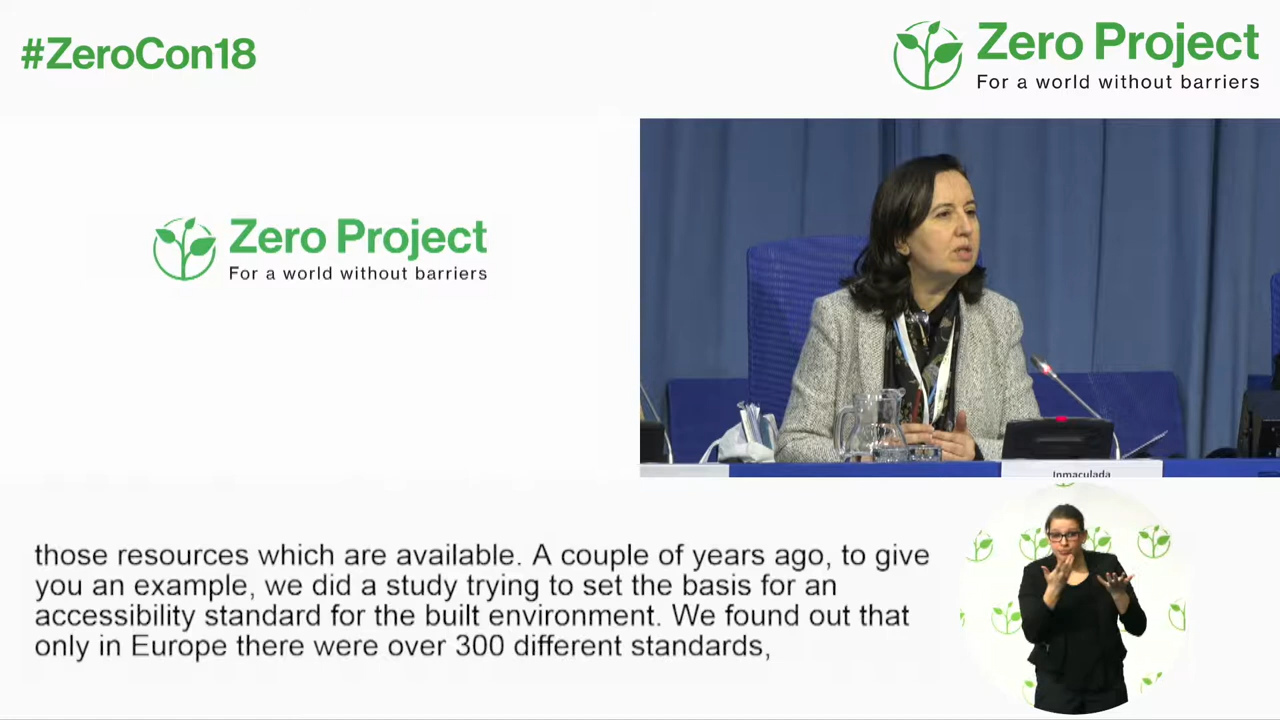 #ZeroCon18
Zero Project
For a world without barriers
Zero Project
For a world without barriers
Inmaculada
those resources which ae available. A couple of years ago, to give
you an example, we did a study trying to set the basis for an
accessibility standard for the built environment. We found out that
only in Europe there were over 300 different standards,